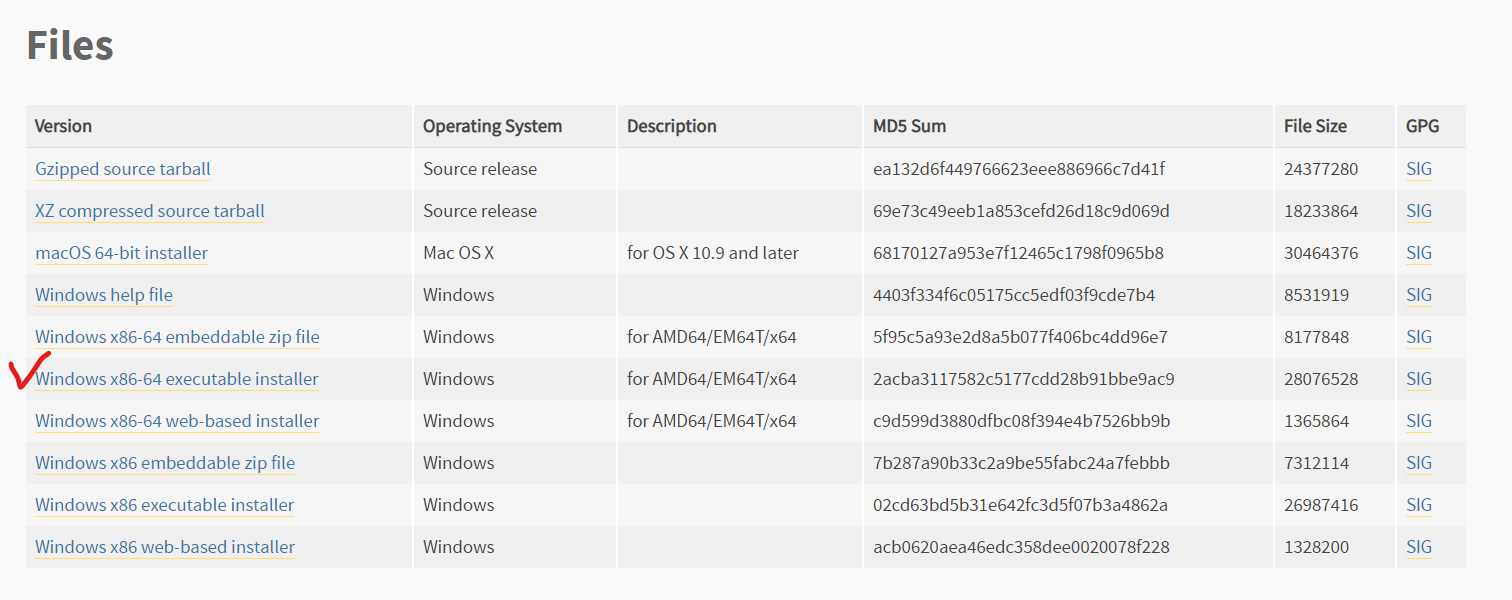 Files
Version Operating System Description MD5 Sum File Size GPG
Gzipped source tarball Source release ea132d6f449766623eee886966c7d41f 24377280 SIG
XZ compressed source tarball Source release 69e73c49eeb1a853cefd26d18c9d069d 18233864 SIG
macOS 64-bit installer Mac OS X for OS X 10.9 and later 68170127a953e7f12465c1798f0965b8 30464376 SIG
Windows help file Windows 4403f334f6c05175cc5edf03f9cde7b4 8531919 SIG
Windows x86-64 embeddable zip file Windows for AMD64/EM64T/x64 5f95c5a93e2d8a5b077f406bc4dd96e7 8177848 SIG
Windows x86-64 executable installer Windows for AMD64/EM64T/x64 2acba3117582c5177cdd28b91bbe9ac9 28076528 SIG
Windows x86-64 web-based installer Windows for AMD64/EM64T/x64 c9d599d3880dfbc08f394e4b7526bb9b 1365864 SIG
Windows x86 embeddable zip file Windows 7b287a90b33c2a9be55fabc24a7febbb 7312114 SIG
Windows x86 executable installer Windows 02cd63bd5b31e642fc3d5f07b3a4862a 26987416 SIG
Windows x86 web-based installer Windows acb0620aea46edc358dee0020078f228 1328200 SIG